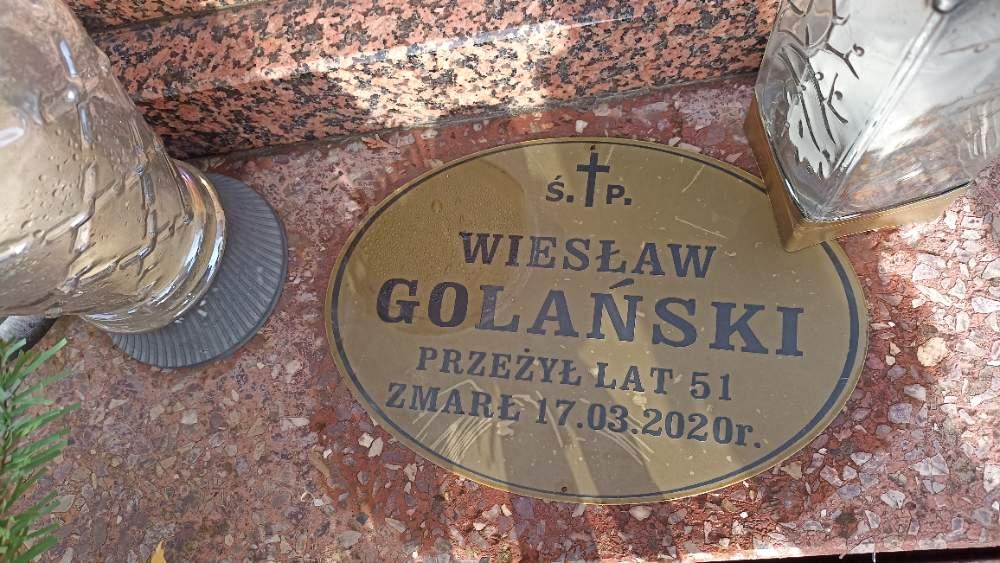 Ś. P.
WIESŁAW
GOLAŃSKI
PRZEŻYŁ LAT 51
ZMARŁ 17.03.2020r.